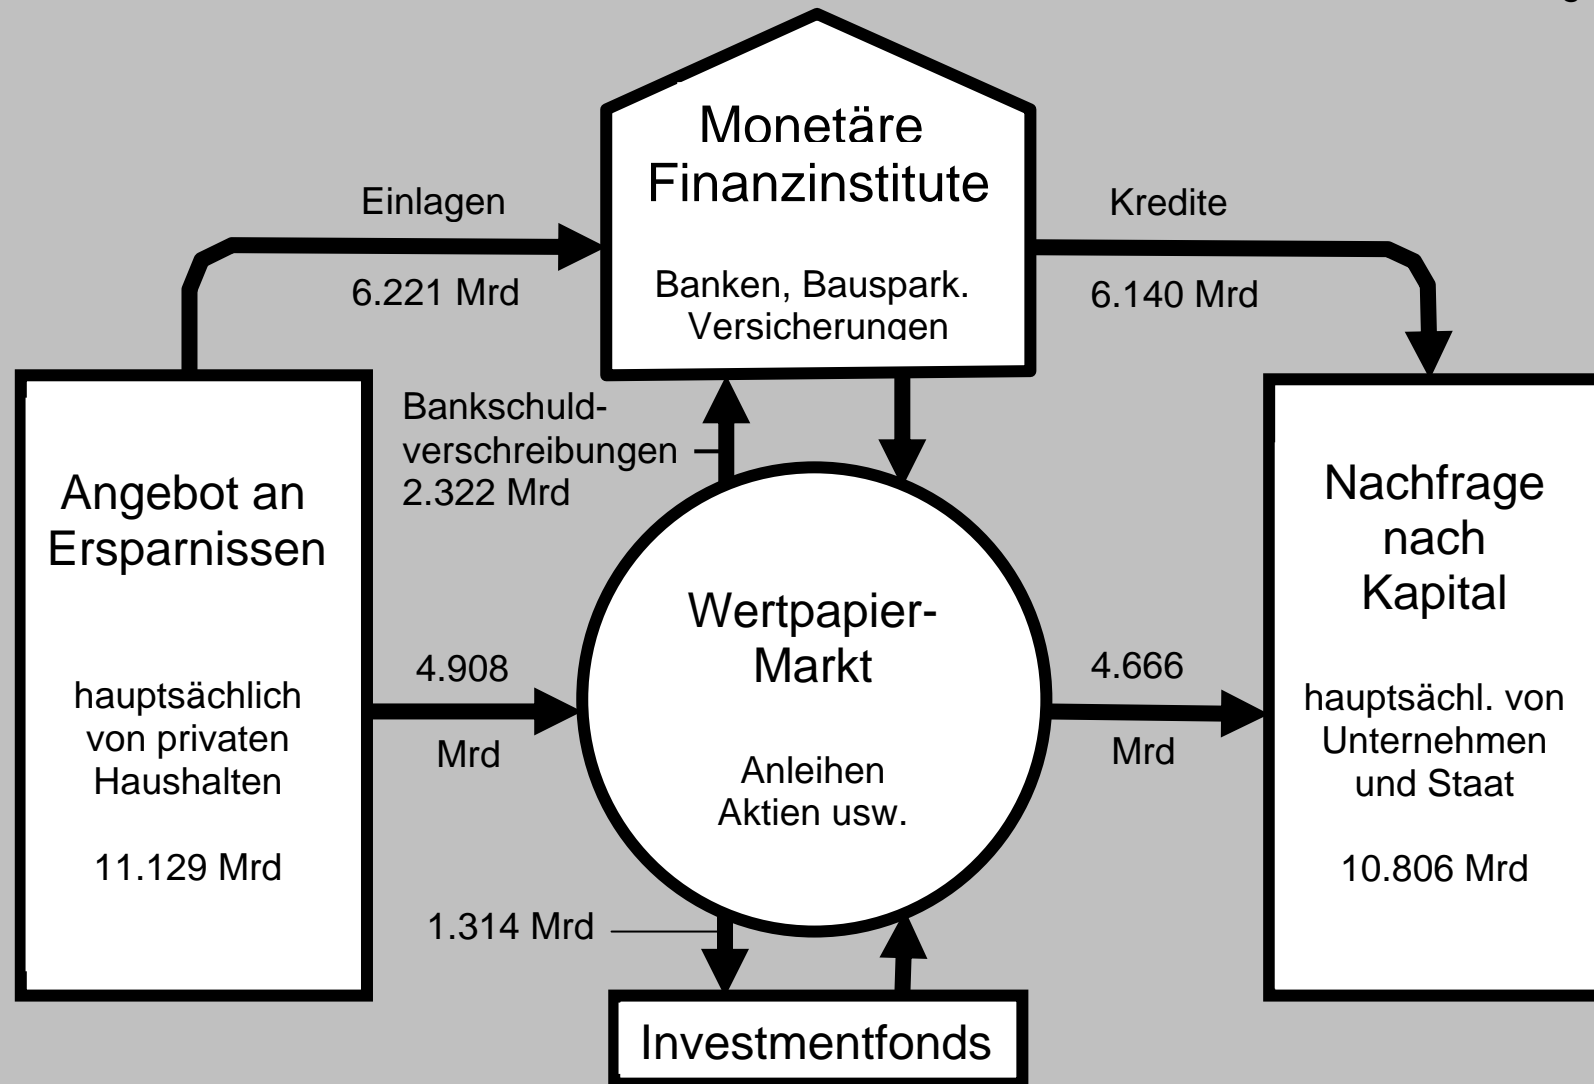 Monetäre
Finanzinstitute
Banken, Bauspark.
Versicherungen
Einlagen
6.221 Mrd
Kredite
6.140 Mrd
Bankschuld-
verschreibungen
2.322 Mrd
Angebot an
Ersparnissen
hauptsächlich
von privaten
Haushalten
11.129 Mrd
4.908
Mrd
Wertpapier-
Markt
Anleihen
Aktien usw.
4.666
Mrd
Nachfrage
nach
Kapital
hauptsächl. von
Unternehmen
und Staat
10.806 Mrd
1.314 Mrd
Investmentfonds